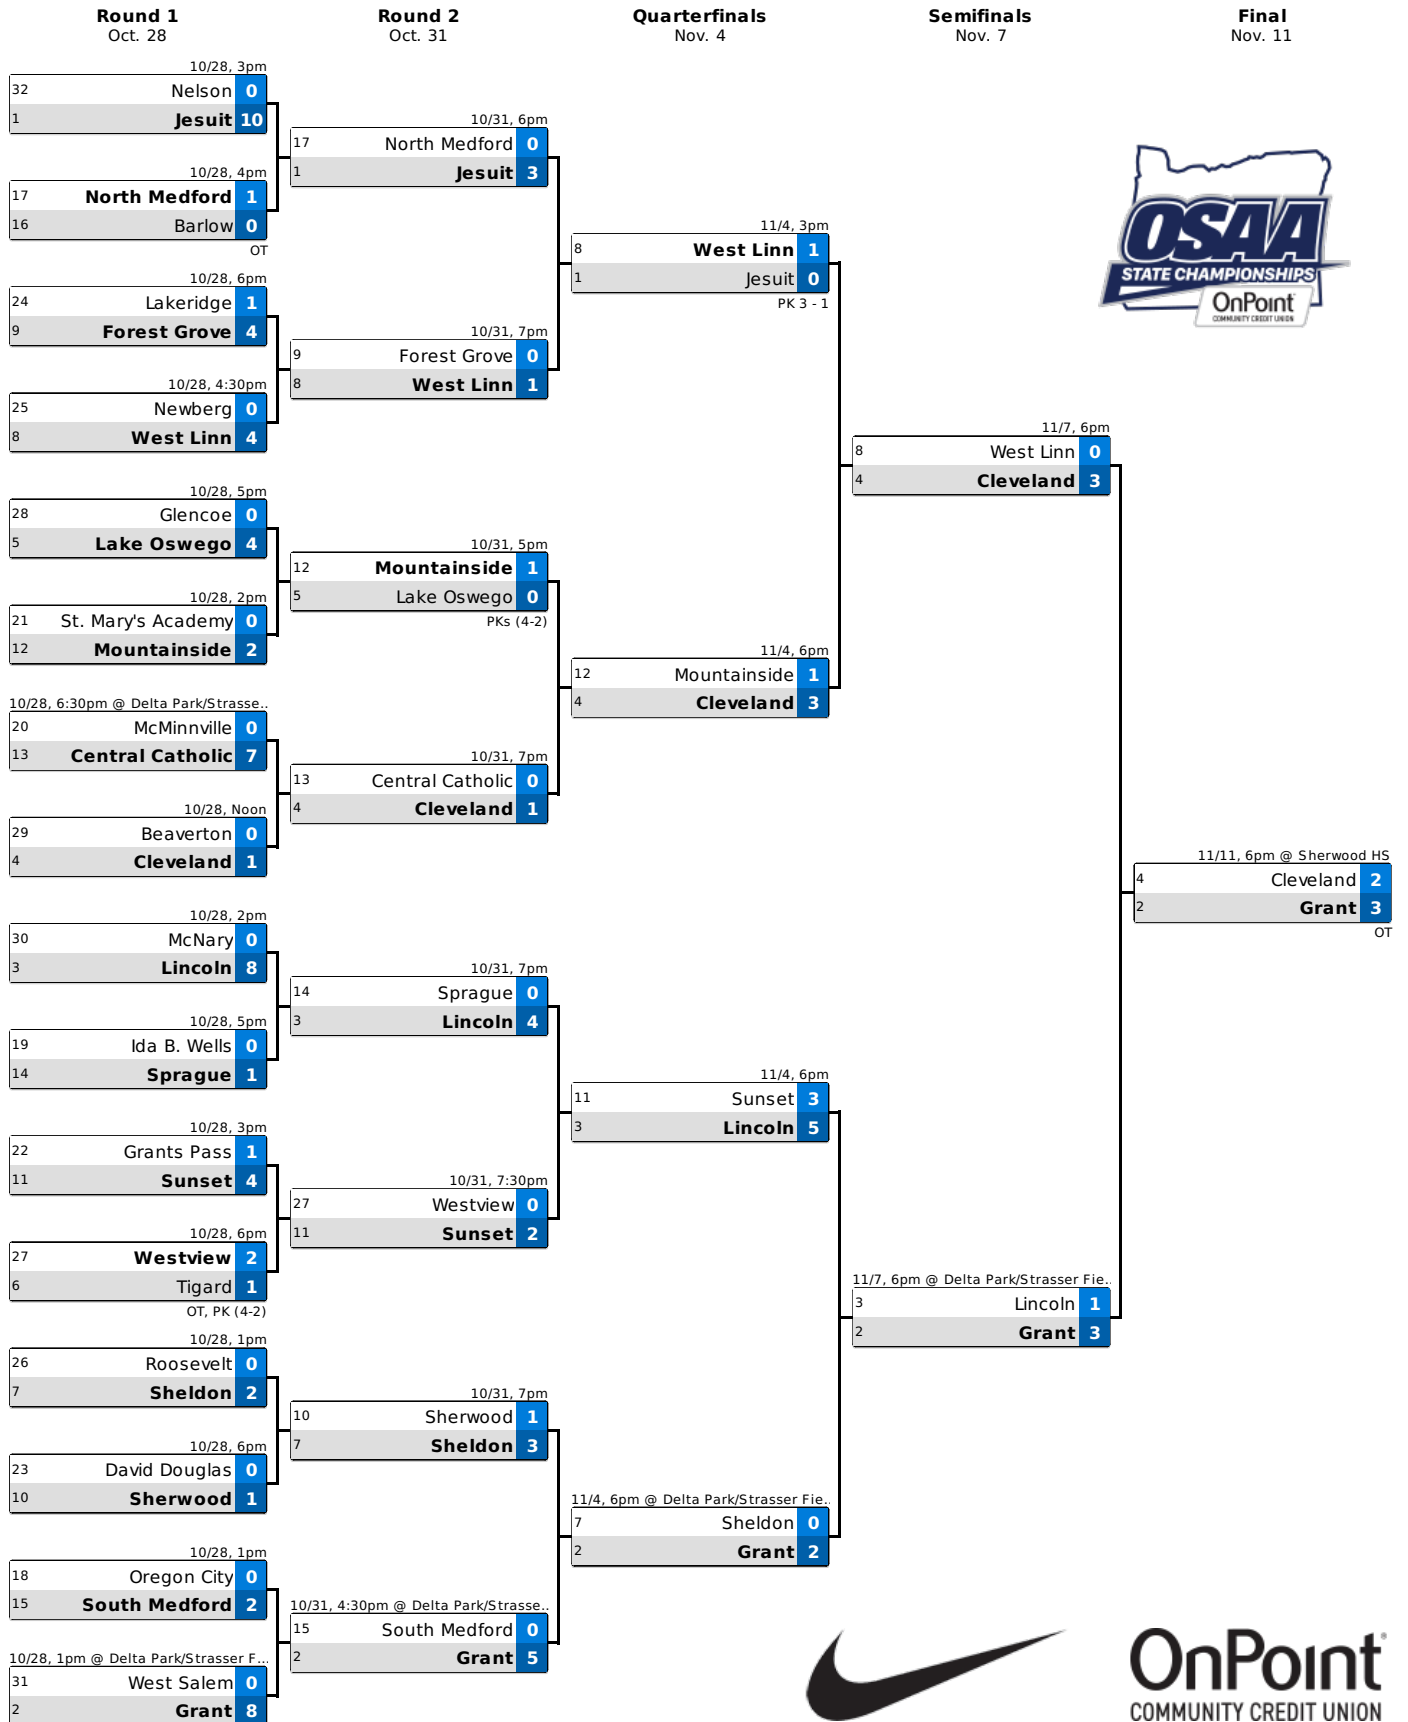 Round 1
Oct. 28
Round 2
Oct. 31
Quarterfinals
Nov. 4
Semifinals
Nov. 7
Final
Nov. 11
10/28, 3pm
32 Nelson 0
1 Jesuit 10
10/28, 4pm
17 North Medford 1
16 Barlow 0
OT
10/28, 6pm
24 Lakeridge 1
9 Forest Grove 4
10/28, 4:30pm
25 Newberg 0
8 West Linn 4
10/28, 5pm
28 Glencoe 0
5 Lake Oswego 4
10/28, 2pm
21 St. Mary's Academy 0
12 Mountainside 2
10/28, 6:30pm @ Delta Park/Strasse..
20 McMinnville 0
13 Central Catholic 7
10/28, Noon
29 Beaverton 0
4 Cleveland 1
10/28, 2pm
30 McNary 0
3 Lincoln 8
10/28, 5pm
19 Ida B. Wells 0
14 Sprague 1
10/28, 3pm
22 Grants Pass 1
11 Sunset 4
10/28, 6pm
27 Westview 2
6 Tigard 1
OT, PK (4-2)
10/28, 1pm
26 Roosevelt 0
7 Sheldon 2
10/28, 6pm
23 David Douglas 0
10 Sherwood 1
10/28, 1pm
18 Oregon City 0
15 South Medford 2
10/28, 1pm @ Delta Park/Strasser F...
31 West Salem 0
2 Grant 8
10/31, 6pm
17 North Medford 0
1 Jesuit 3
10/31, 7pm
9 Forest Grove 0
8 West Linn 1
10/31, 5pm
12 Mountainside 1
5 Lake Oswego 0
PKs (4-2)
10/31, 7pm
13 Central Catholic 0
4 Cleveland 1
10/31, 7pm
14 Sprague 0
3 Lincoln 4
10/31, 7:30pm
27 Westview 0
11 Sunset 2
10/31, 7pm
10 Sherwood 1
7 Sheldon 3
10/31, 4:30pm @ Delta Park/Strasse..
15 South Medford 0
2 Grant 5
11/4, 3pm
8 West Linn 1
1 Jesuit 0
PK 3 - 1
11/4, 6pm
12 Mountainside 1
4 Cleveland 3
11/4, 6pm
11 Sunset 3
3 Lincoln 5
11/4, 6pm @ Delta Park/Strasser Fie..
7 Sheldon 0
2 Grant 2
11/7, 6pm
8 West Linn 0
4 Cleveland 3
11/7, 6pm @ Delta Park/Strasser Fie..
3 Lincoln 1
2 Grant 3
11/11, 6pm @ Sherwood HS
4 Cleveland 2
2 Grant 3
OT
OSAA
STATE CHAMPIONSHIPS
OnPoint
COMMUNITY CREDIT UNION
OnPoint
COMMUNITY CREDIT UNION